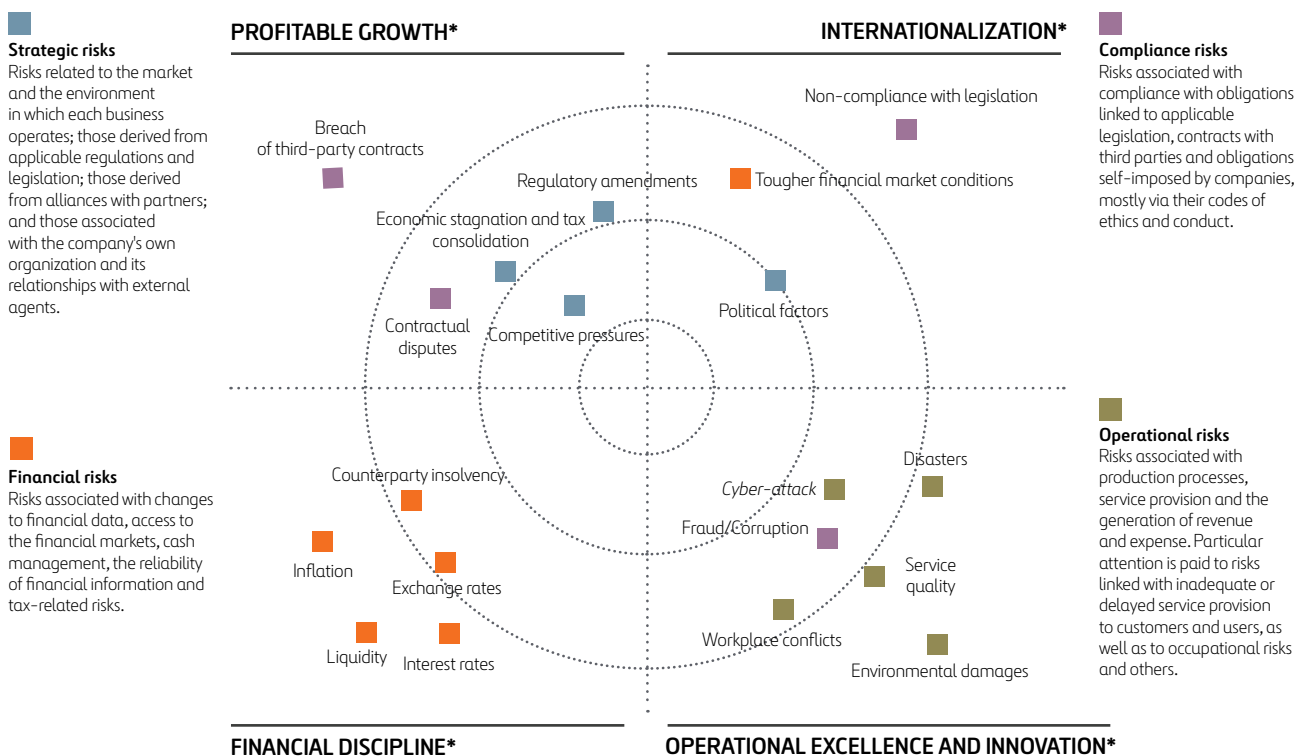 Strategic risks
Risks related to the market
and the environment
in which each business
operates; those derived from
applicable regulations and
legislation; those derived
from alliances with partners;
and those associated
with the company's own
organization and its
relationships with external
agents.
Financial risks
Risks associated with changes
to financial data, access to
the financial markets, cash
management, the reliability
of financial information and
tax-related risks.
PROFITABLE GROWTH*
Breach
of third-party contracts
Regulatory amendments
Economic stagnation and tax
consolidation
Contractual
disputes
Competitive pressures
INTERNATIONALIZATION*
Non-compliance with legislation
Tougher financial market conditions
Political factors
Counterparty insolvency
Inflation
Exchange rates
Liquidity
Interest rates
FINANCIAL DISCIPLINE*
Disasters
Cyber-attack
Fraud/Corruption
Service
quality
Workplace conflicts
Environmental damages
OPERATIONAL EXCELLENCE AND INNOVATION*
Compliance risks
Risks associated with
compliance with obligations
linked to applicable
legislation, contracts with
third parties and obligations
self-imposed by companies,
mostly via their codes of
ethics and conduct.
Operational risks
Risks associated with
production processes,
service provision and the
generation of revenue
and expense. Particular
attention is paid to risks
linked with inadequate or
delayed service provision
to customers and users, as
well as to occupational risks
and others.